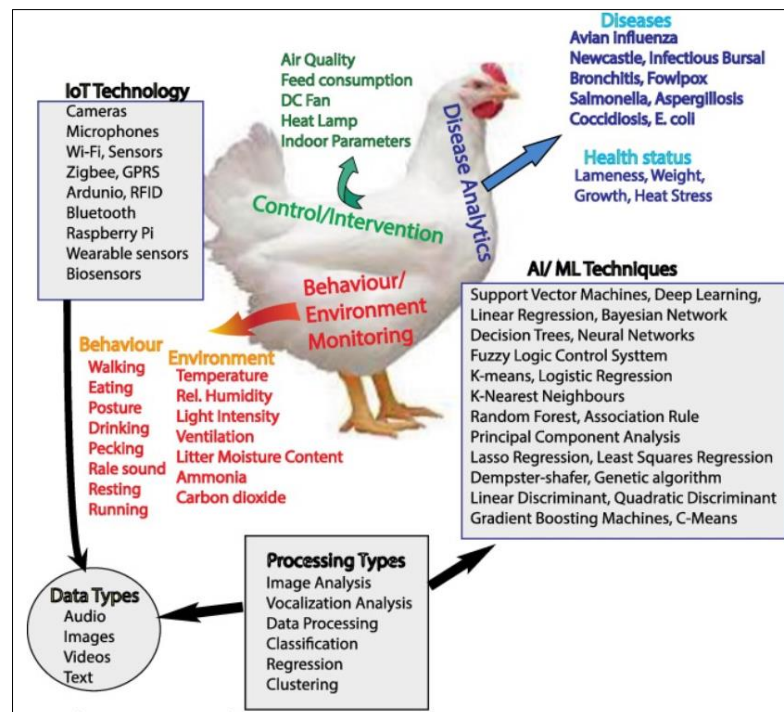 IoT Technology
Cameras
Microphones
Wi-Fi, Sensors
Zigbee, GPRS
Ardunio, RFID
Bluetooth
Raspberry Pi
Wearable sensors
Biosensors
Air Quality
Feed consumption
DC Fan
Heat Lamp
Indoor Parameters
Control/Intervention
Disease Analytics
Diseases
Avian Influenza
Newcastle, Infectious Bursal
Bronchitis, Fowlpox
Salmonella, Aspergillosis
Coccidiosis, E. coli
Health status
Lameness, Weight,
Growth, Heat Stress
Behaviour/
Environment
Monitoring
Behaviour
Walking
Eating
Posture
Drinking
Pecking
Rale sound
Resting
Running
Environment
Temperature
Rel. Humidity
Light Intensity
Ventilation
Litter Moisture Content
Ammonia
Carbon dioxide
AI/ ML Techniques
Support Vector Machines, Deep Learning,
Linear Regression, Bayesian Network
Decision Trees, Neural Networks
Fuzzy Logic Control Systtem
K-means, Logistic Regression
K-Nearest Neighbours
Random Forest, Association Rule
Principal Component Analysis
Lasso Regression, Least Squares Regression
Dempster-shafer, Genetic algorithm
Linear Discriminant, Quadratic Discriminant
Gradient Boosting Machines, C-Means
Data Types
Audio
Images
Videos
Text
Processing Types
Image Analysis
Vocalization Analysis
Data Processing
Classification
Regression
Clustering